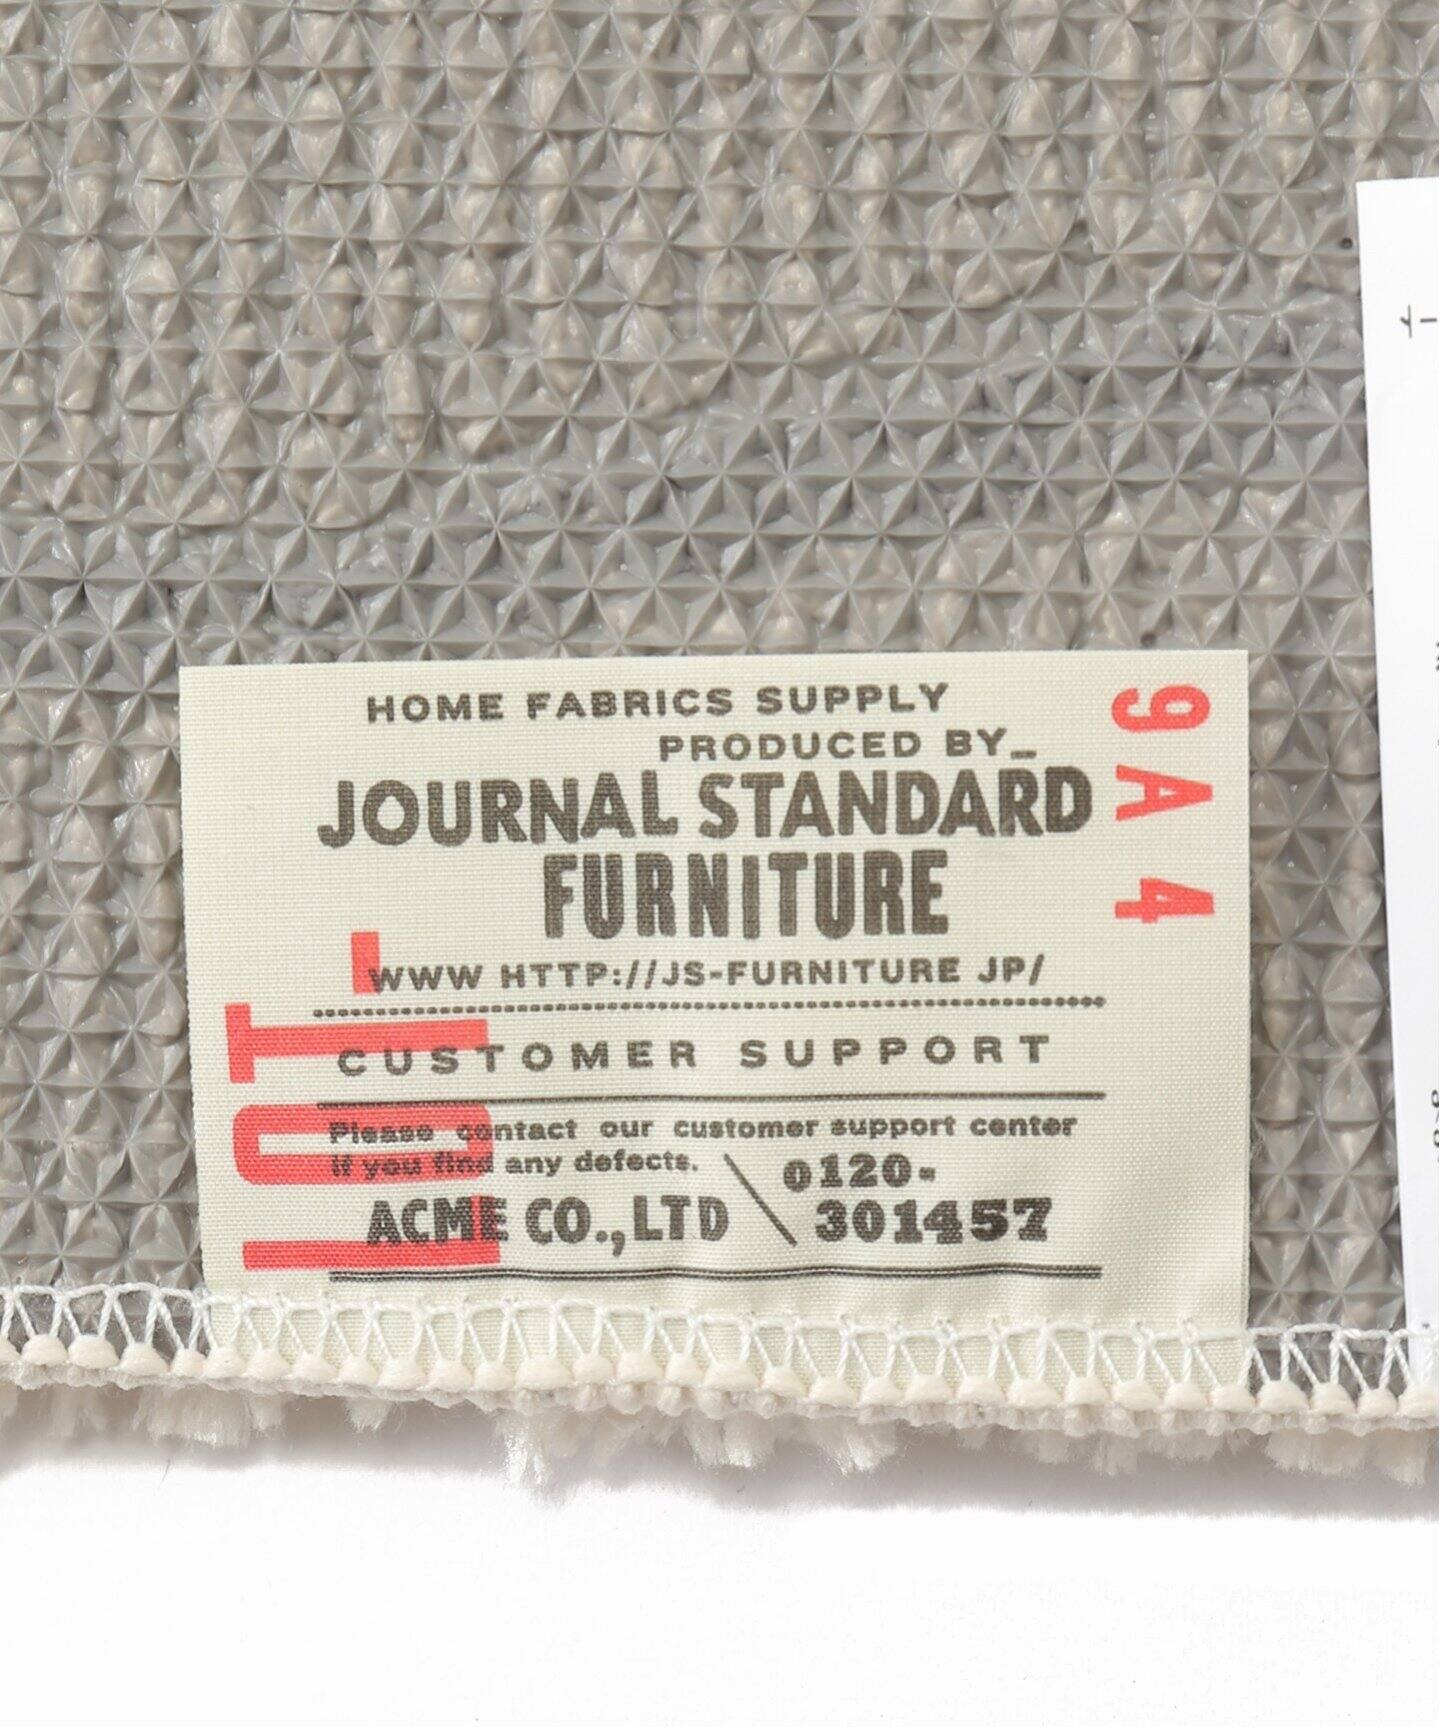 HOME FABRICS SUPPLY
PRODUCED BY_
JOURNAL STANDARD
FURNITURE
WWW HTTP://JS-FURNITURE JP/
CUSTOMER SUPPORT
Please contact our customer support center
if you find any defects.
ACME CO.,LTD
0120-
301457
LOT-
9A4